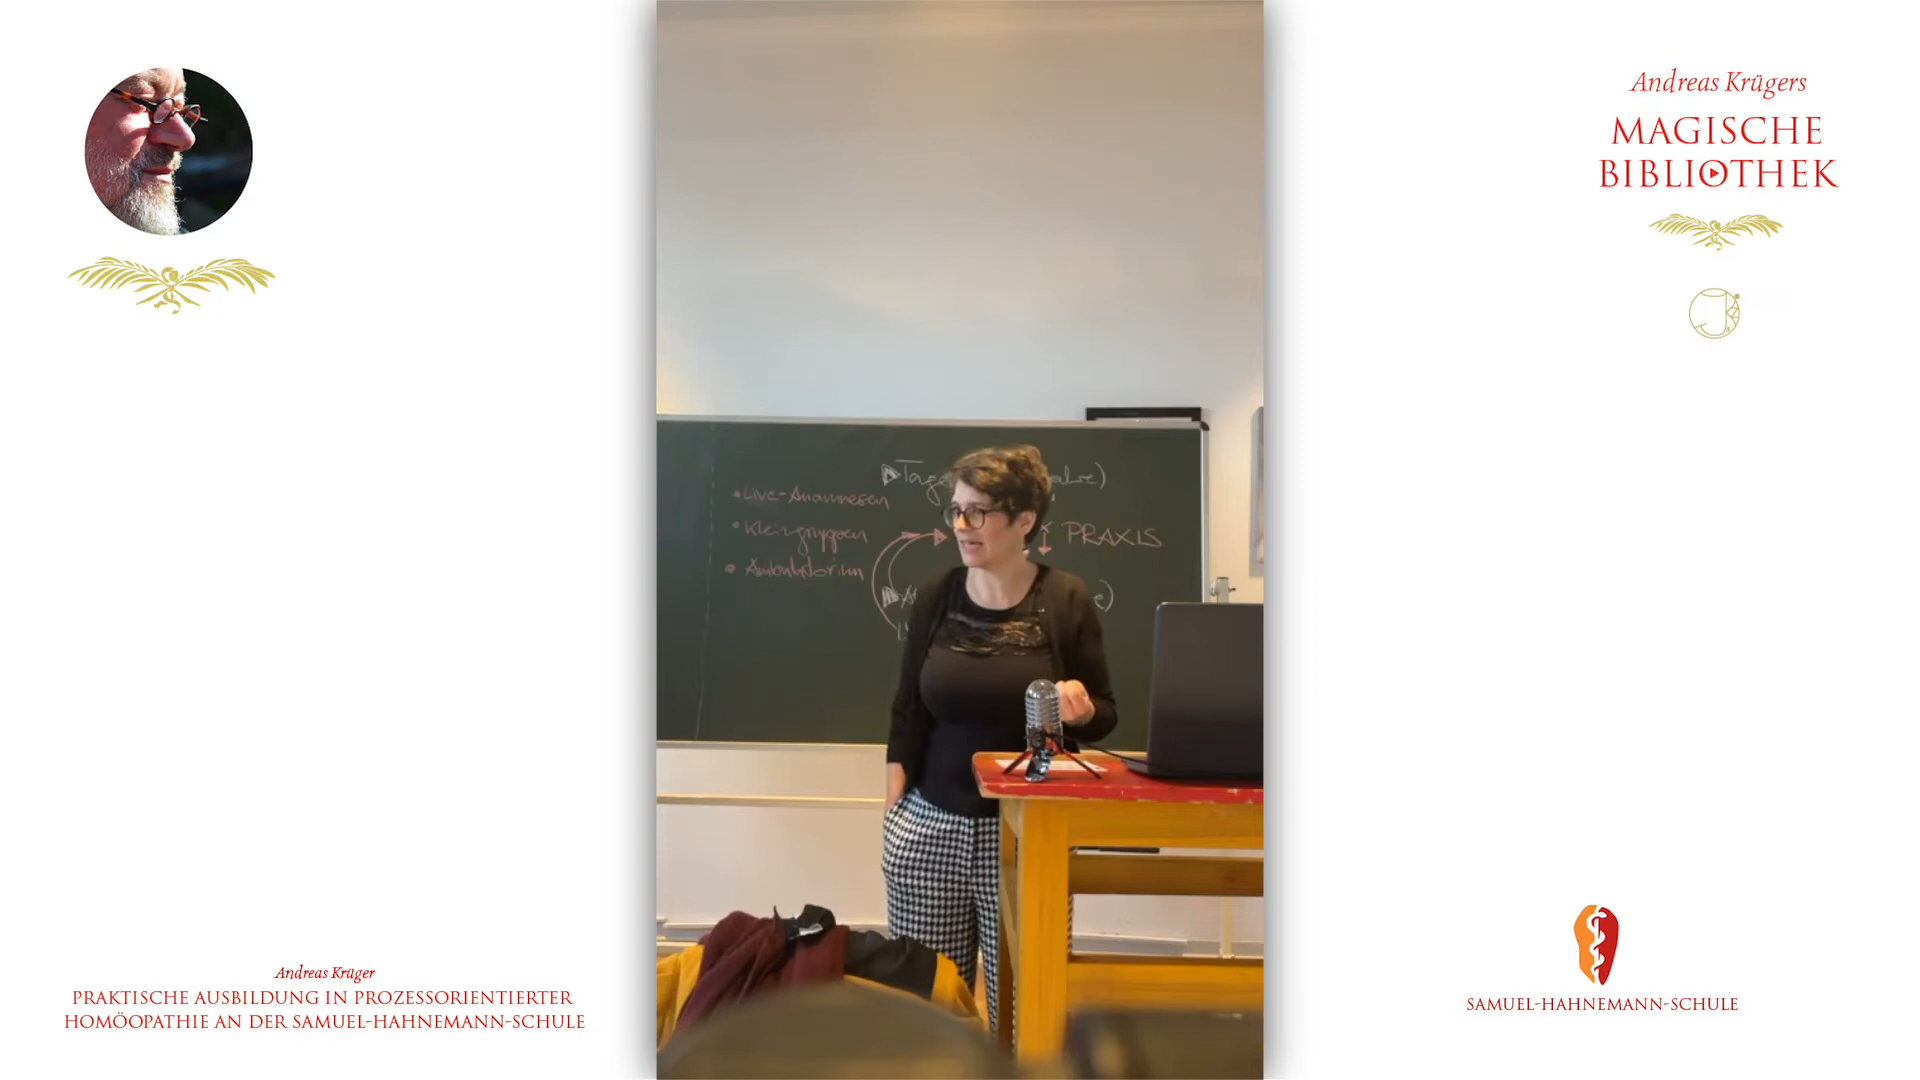 Andreas Krügers
MAGISCHE
BIBLIOTHEK
• Live-Anamnesen
• Kleingruppen
• Ambulatorium
PRAXIS
Andreas Krüger
PRAKTISCHE AUSBILDUNG IN PROZESSORIENTIERTER
HOMÖOPATHIE AN DER SAMUEL-HAHNEMANN-SCHULE
SAMUEL-HAHNEMANN-SCHULE